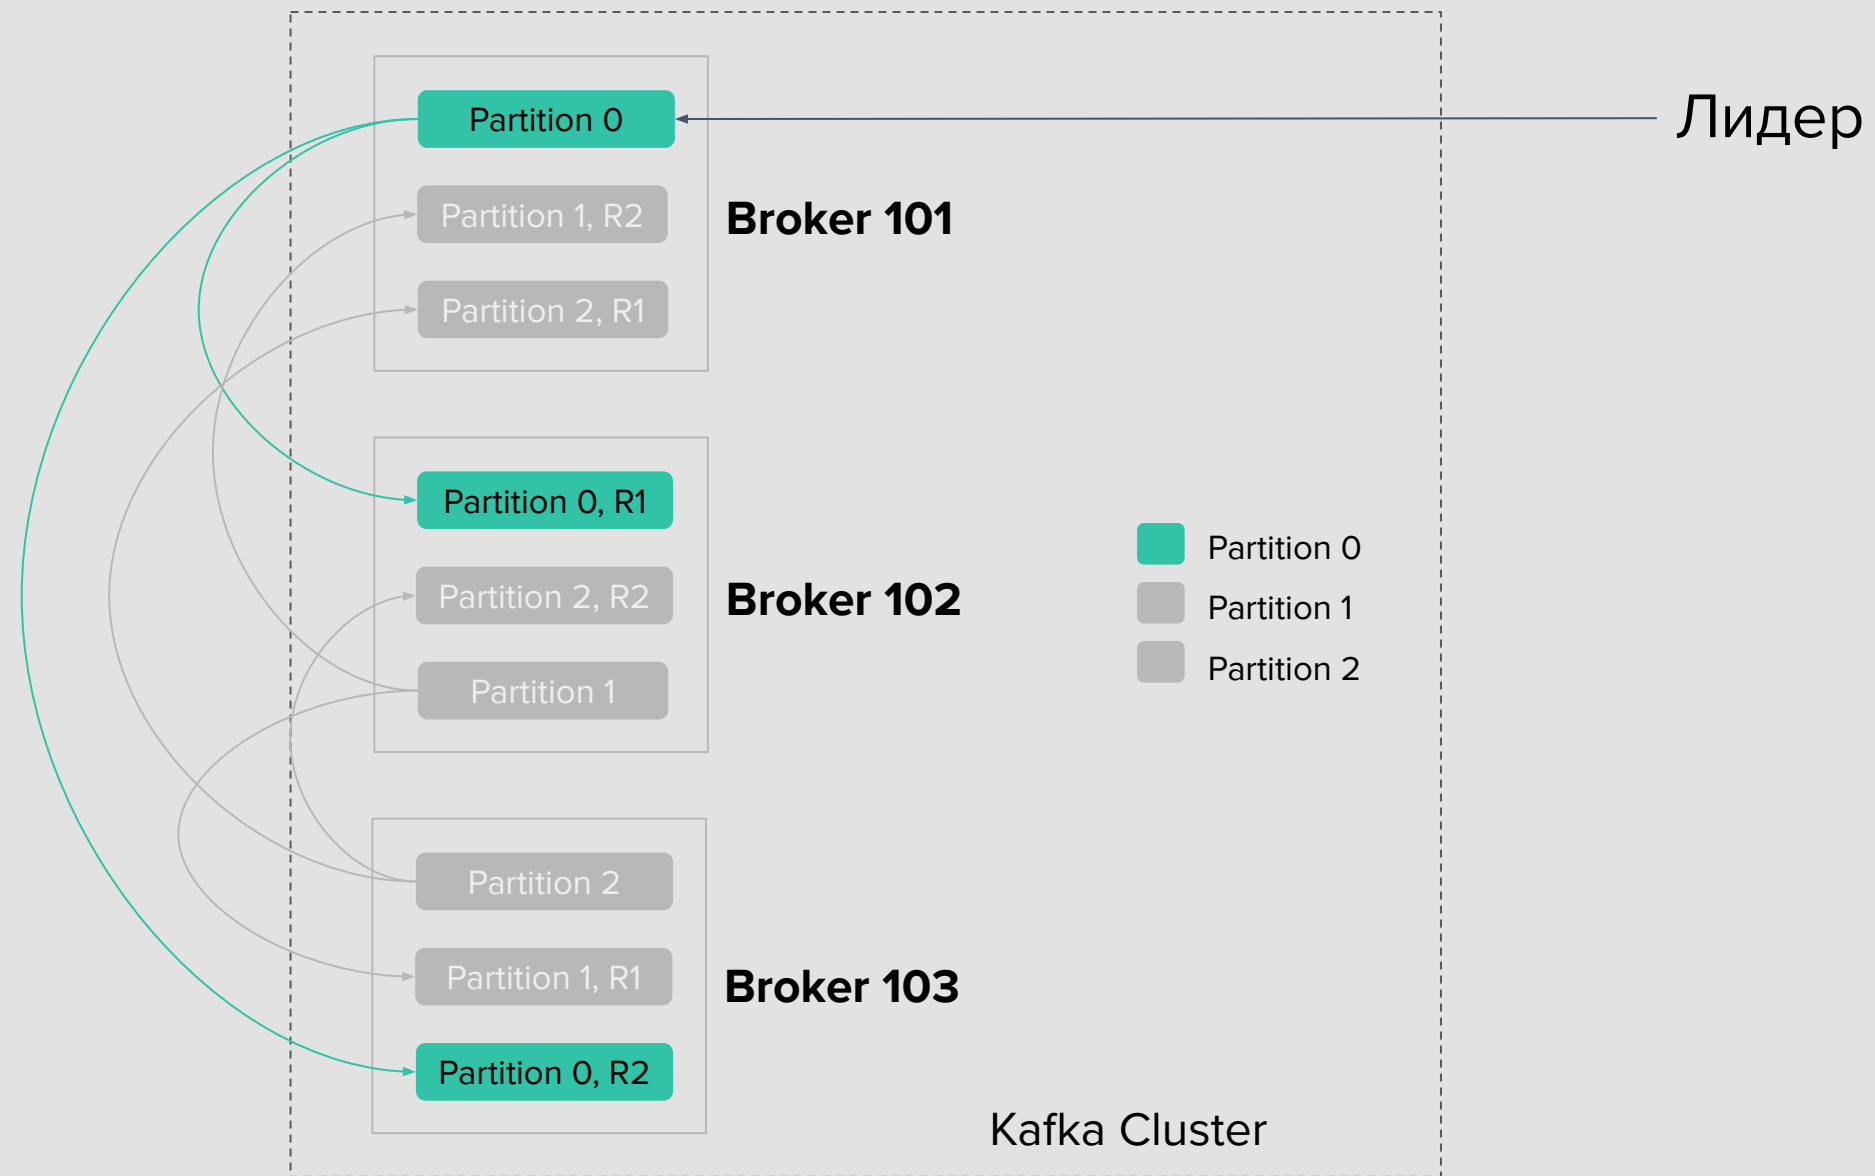 Partition 0
Лидер
Partition 1, R2
Broker 101
Partition 2, R1
Partition 0, R1
Partition 2, R2
Broker 102
Partition 1
Partition 0
Partition 1
Partition 2
Partition 2
Partition 1, R1
Broker 103
Partition 0, R2
Kafka Cluster